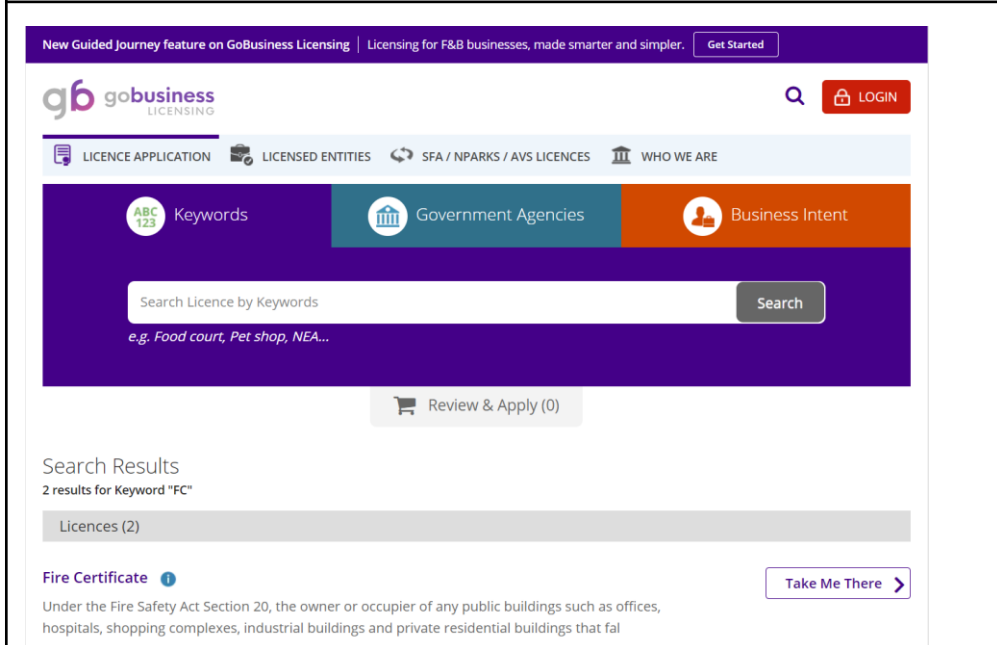 New Guided Journey feature on GoBusiness Licensing | Licensing for F&B businesses, made smarter and simpler. Get Started
gb gobusiness
LICENSING
LOGIN
LICENCE APPLICATION LICENSED ENTITIES SFA / NPARKS / AVS LICENCES WHO WE ARE
ABC
123
Keywords Government Agencies Business Intent
Search Licence by Keywords Search
e.g. Food court, Pet shop, NEA...
Review & Apply (0)
Search Results
2 results for Keyword "FC"
Licences (2)
Fire Certificate i Take Me There
Under the Fire Safety Act Section 20, the owner or occupier of any public buildings such as offices,
hospitals, shopping complexes, industrial buildings and private residential buildings that fal